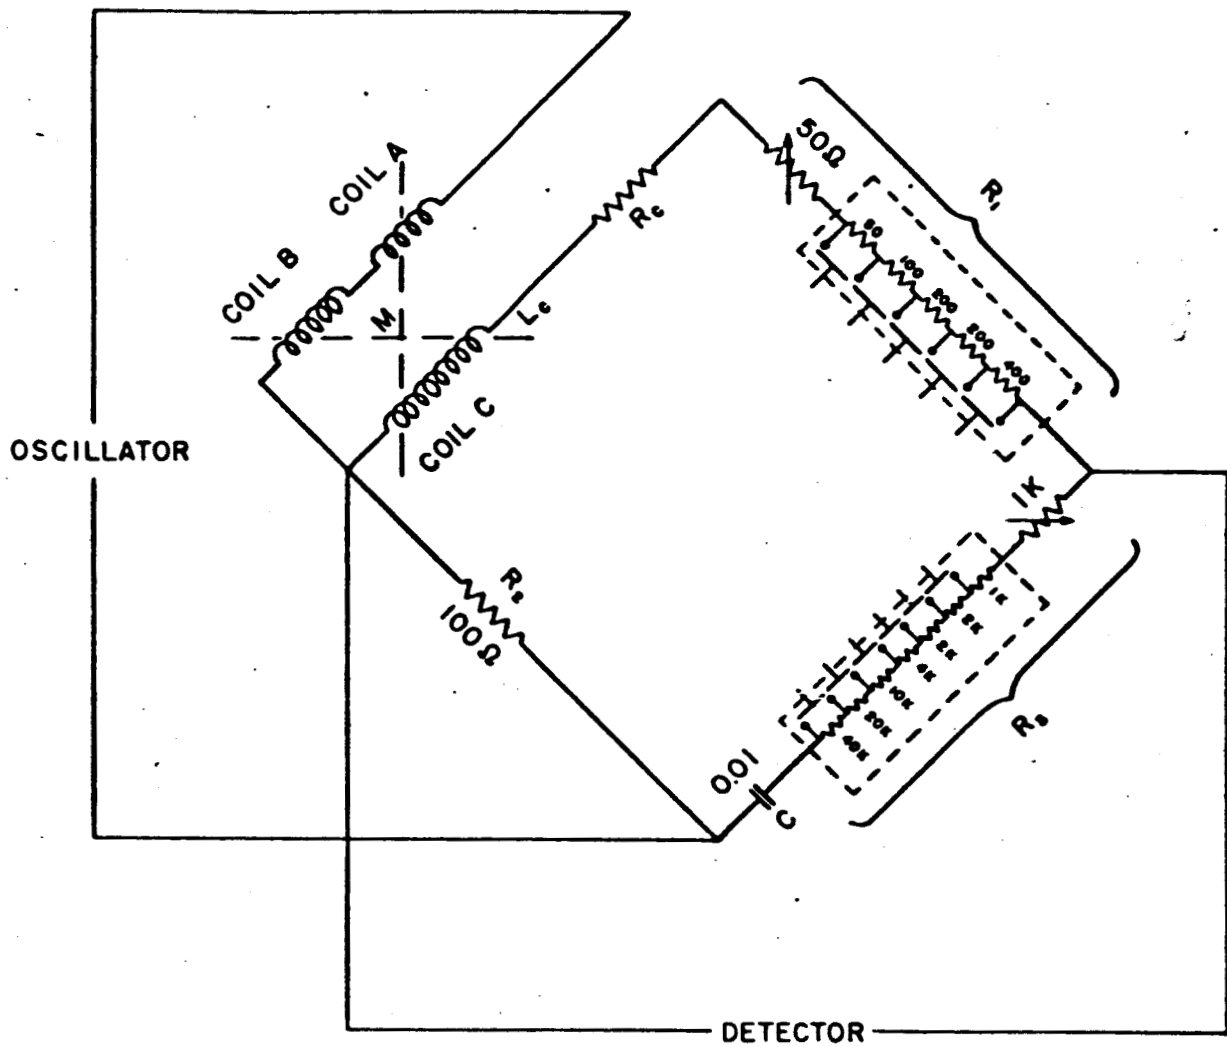 COIL A
COIL B
M
Lc
Rc
COIL C
50Ω
R1
50
100
200
200
400
OSCILLATOR
1K
1K
2K
2K
4K
10K
20K
40K
R3
R2
100Ω
0.01
C
DETECTOR